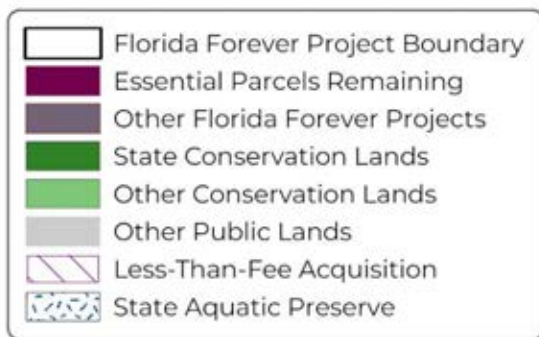 Florida Forever Project Boundary
Essential Parcels Remaining
Other Florida Forever Projects
State Conservation Lands
Other Conservation Lands
Other Public Lands
Less-Than-Fee Acquisition
State Aquatic Preserve